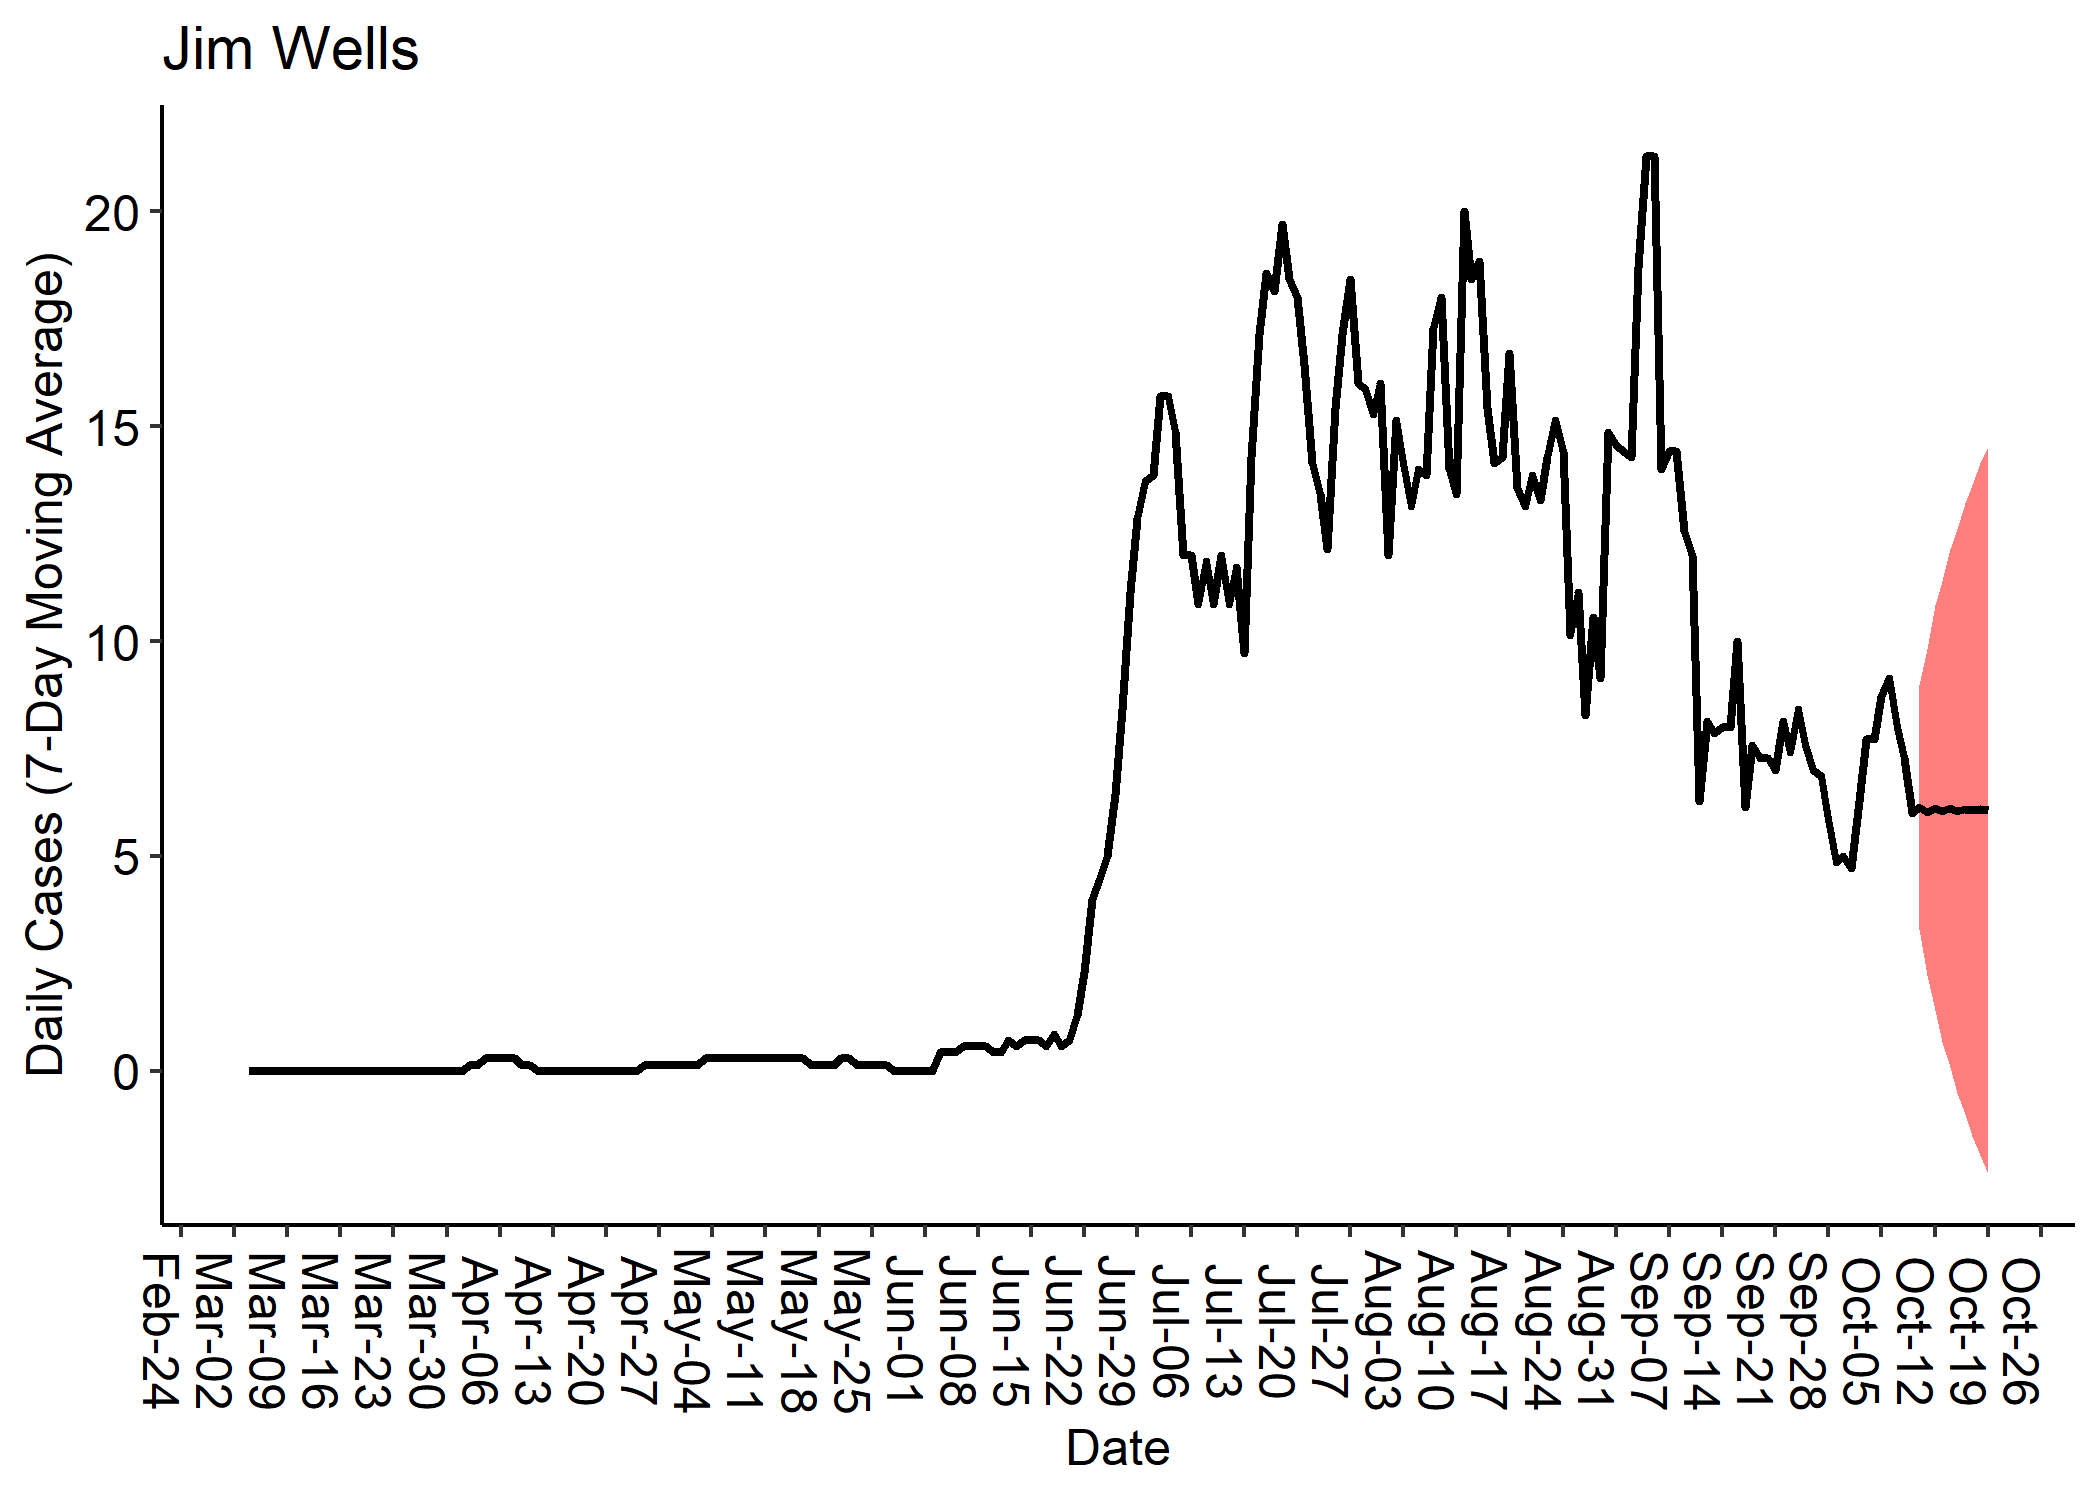 Jim Wells
Daily Cases (7-Day Moving Average)
20
15
10
5
0
Feb-24
Mar-02
Mar-09
Mar-16
Mar-23
Mar-30
Apr-06
Apr-13
Apr-20
Apr-27
May-04
May-11
May-18
May-25
Jun-01
Jun-08
Jun-15
Jun-22
Jun-29
Jul-06
Jul-13
Jul-20
Jul-27
Aug-03
Aug-10
Aug-17
Aug-24
Aug-31
Sep-07
Sep-14
Sep-21
Sep-28
Oct-05
Oct-12
Oct-19
Oct-26
Date